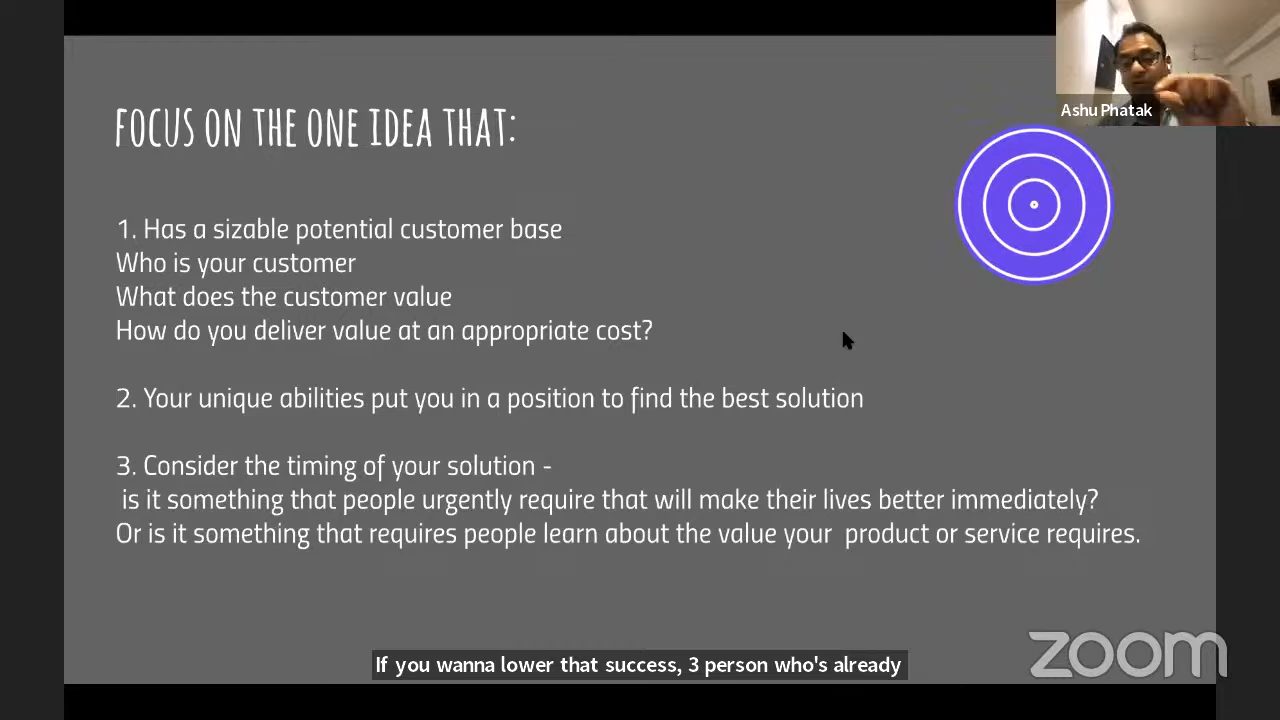 Ashu Phatak
FOCUS ON THE ONE IDEA THAT:
1. Has a sizable potential customer base
Who is your customer
What does the customer value
How do you deliver value at an appropriate cost?
2. Your unique abilities put you in a position to find the best solution
3. Consider the timing of your solution -
is it something that people urgently require that will make their lives better immediately?
Or is it something that requires people learn about the value your product or service requires.
If you wanna lower that success, 3 person who's already
zoom